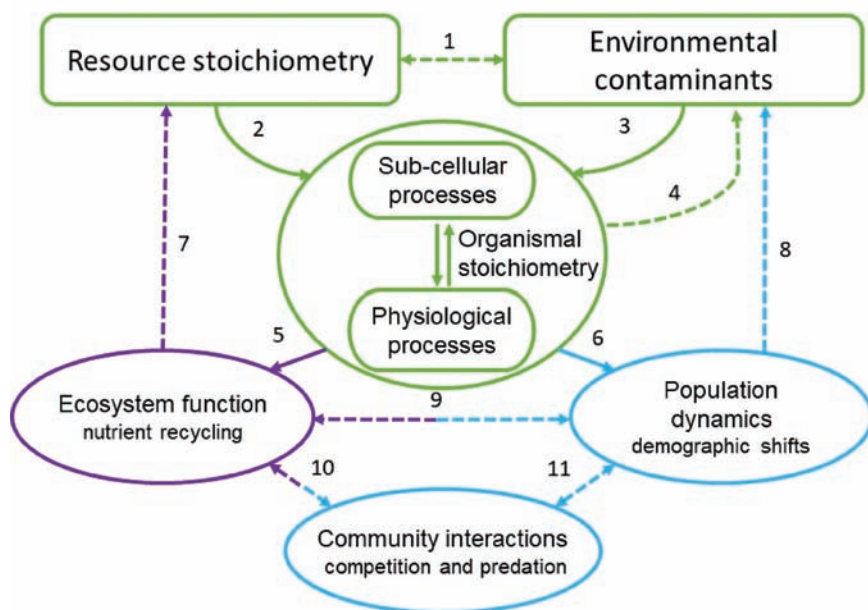 1
Resource stoichiometry
Environmental
contaminants
2
3
Sub-cellular
processes
4
Organismal
stoichiometry
7
8
Physiological
processes
5
6
Ecosystem function
nutrient recycling
9
Population
dynamics
demographic shifts
10
11
Community interactions
competition and predation